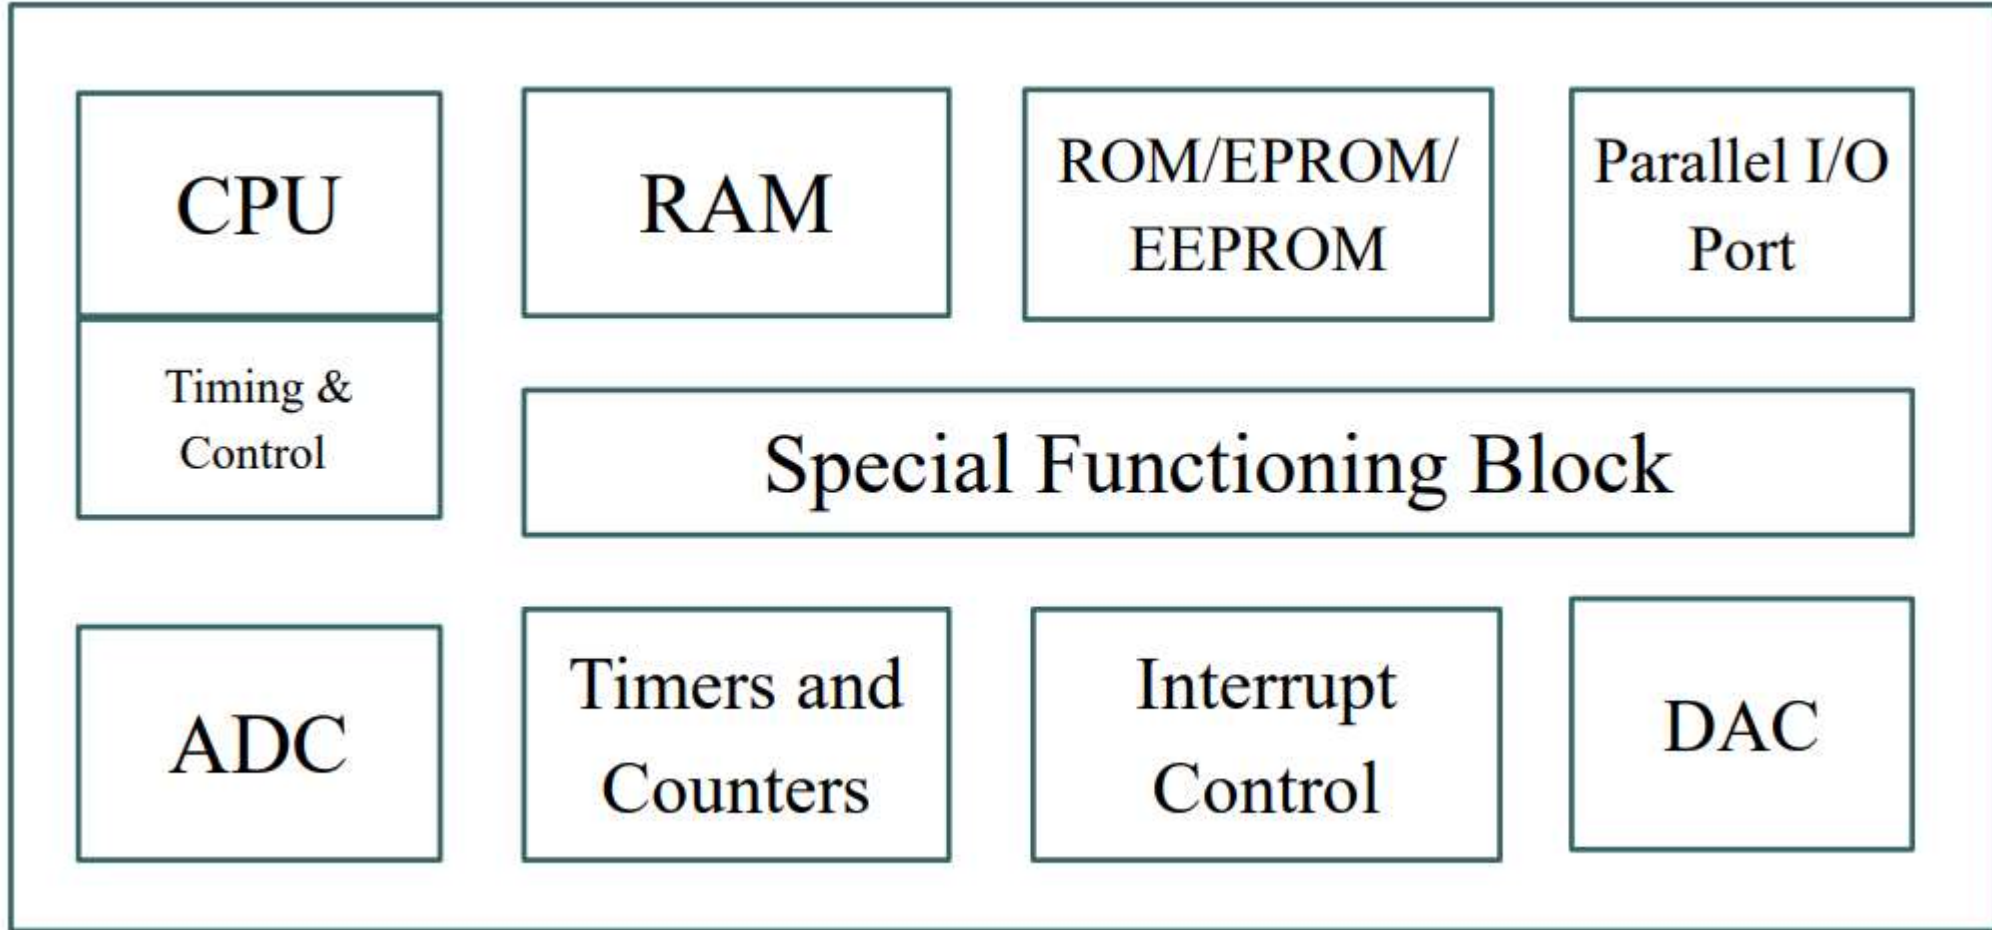 CPU
RAM
ROM/EPROM/
EEPROM
Parallel I/O
Port
Timing &
Control
Special Functioning Block
ADC
Timers and
Counters
Interrupt
Control
DAC